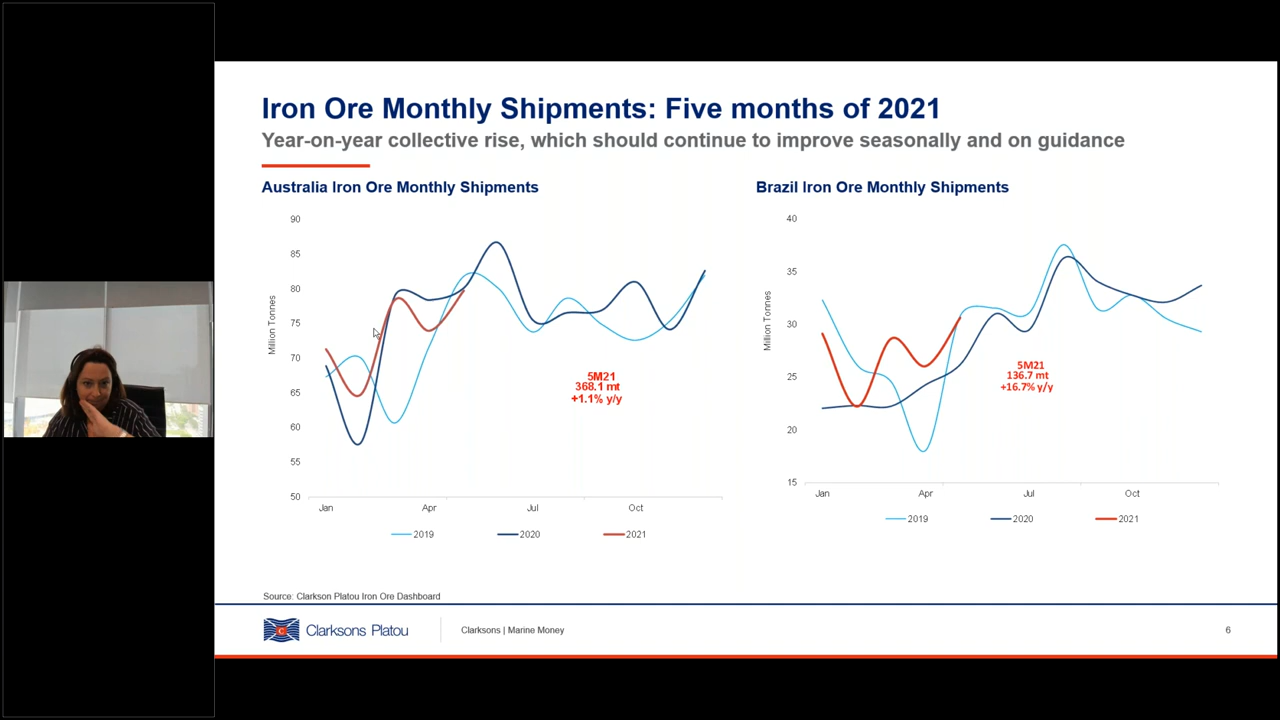 Iron Ore Monthly Shipments: Five months of 2021
Year-on-year collective rise, which should continue to improve seasonally and on guidance
Australia Iron Ore Monthly Shipments
Million Tonnes
90
85
80
75
70
65
60
55
50
Jan
Apr
Jul
Oct
5M21
368.1 mt
+1.1% y/y
2019
2020
2021
Brazil Iron Ore Monthly Shipments
Million Tonnes
40
35
30
25
20
15
Jan
Apr
Jul
Oct
5M21
136.7 mt
+16.7% y/y
2019
2020
2021
Source: Clarkson Platou Iron Ore Dashboard
Clarksons Platou
Clarksons | Marine Money
6